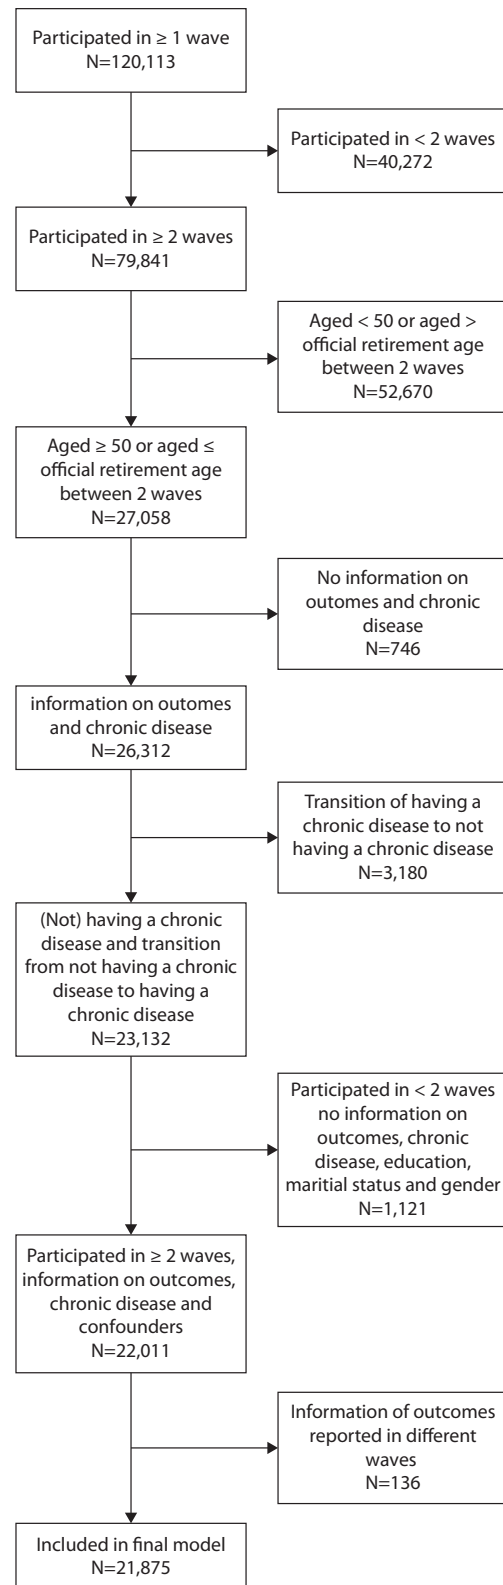 Participated in ≥ 1 wave
N=120,113
Participated in < 2 waves
N=40,272
Participated in ≥ 2 waves
N=79,841
Aged < 50 or aged >
official retirement age
between 2 waves
N=52,670
Aged ≥ 50 or aged ≤
official retirement age
between 2 waves
N=27,058
No information on
outomes and chronic
disease
N=746
information on outomes
and chronic disease
N=26,312
Transition of having a
chronic disease to not
having a chronic disease
N=3,180
(Not) having a chronic
disease and transition
from not having a chronic
disease to having a
chronic disease
N=23,132
Participated in < 2 waves
no information on
outcomes, chronic
disease, education,
maritial status and gender
N=1,121
Participated in ≥ 2 waves,
information on outcomes,
chronic disease and
confounders
N=22,011
Information of outcomes
reported in different
waves
N=136
Included in final model
N=21,875